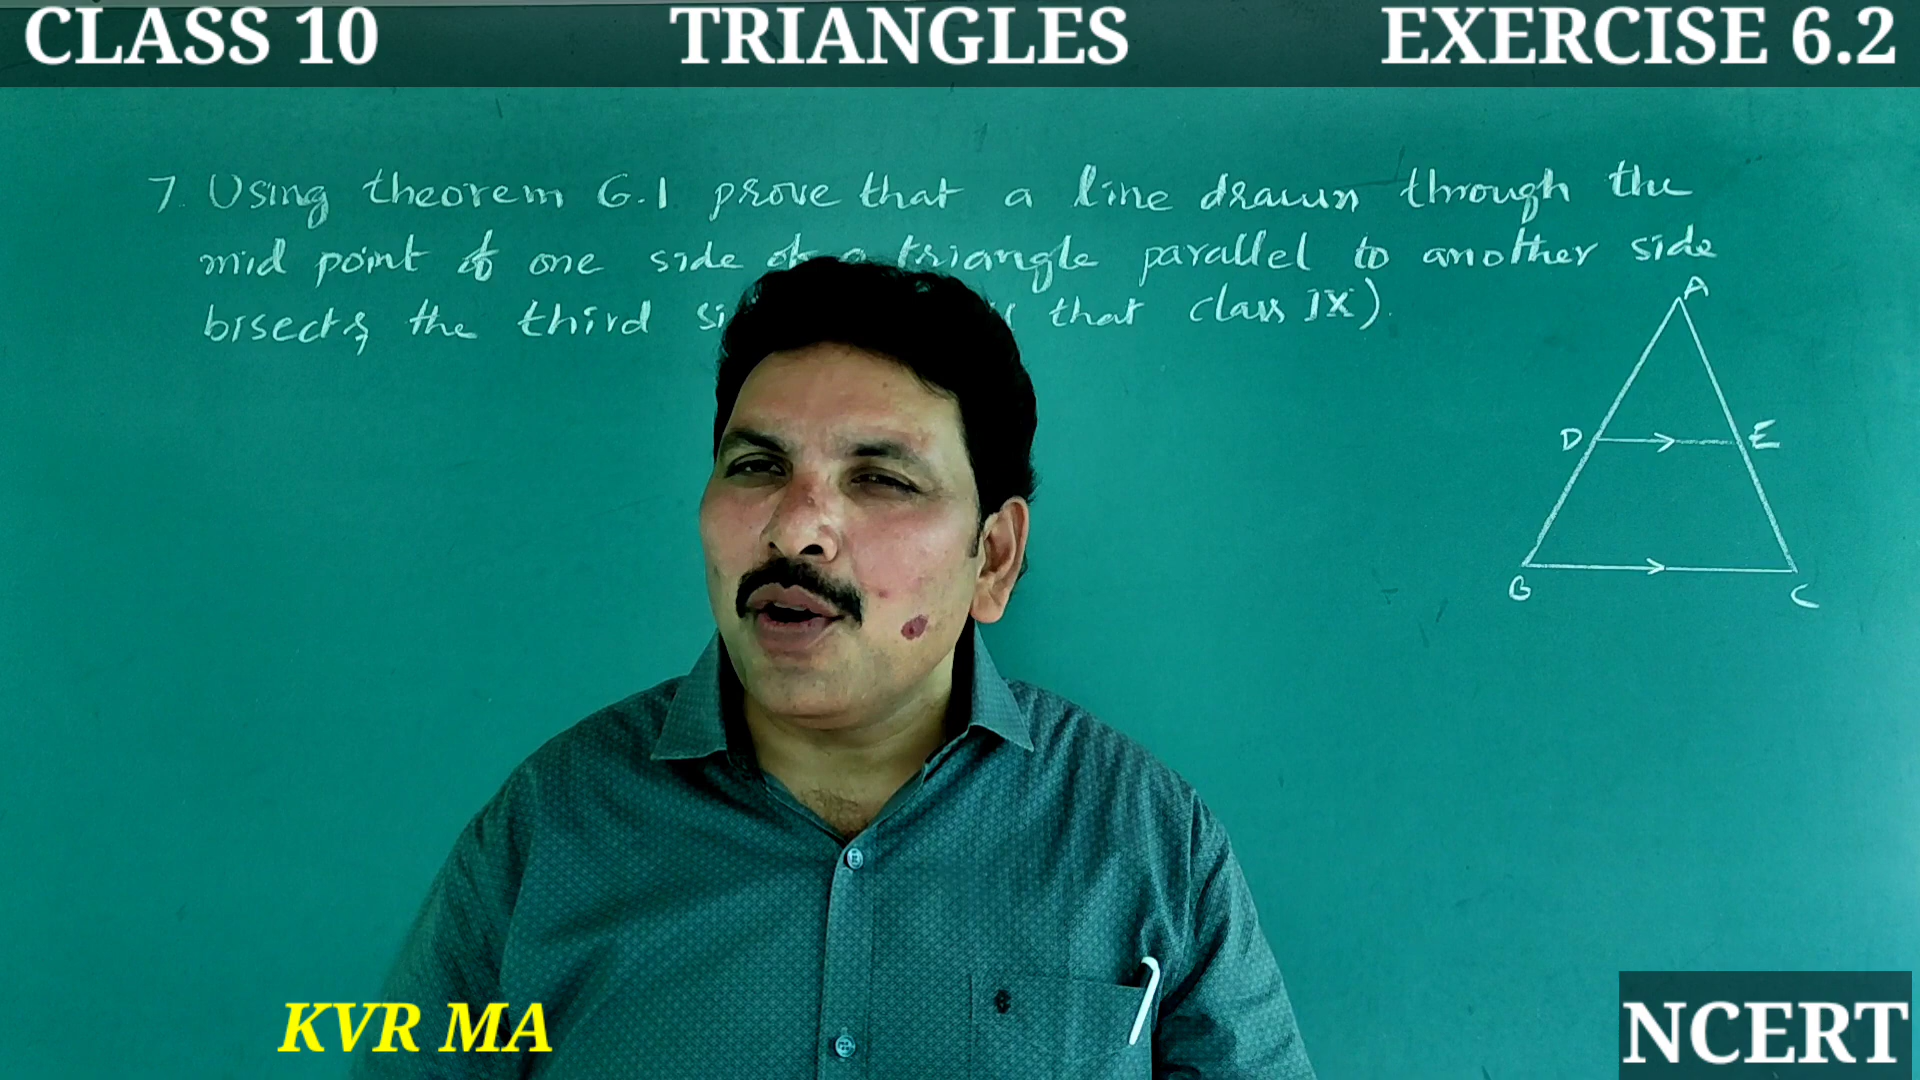 CLASS 10 TRIANGLES EXERCISE 6.2
7. Using theorem 6.1 prove that a line drawn through the
mid point of one side of a triangle parallel to another side
bisects the third that class IX).
A
D E
B C
KVR MA
NCERT